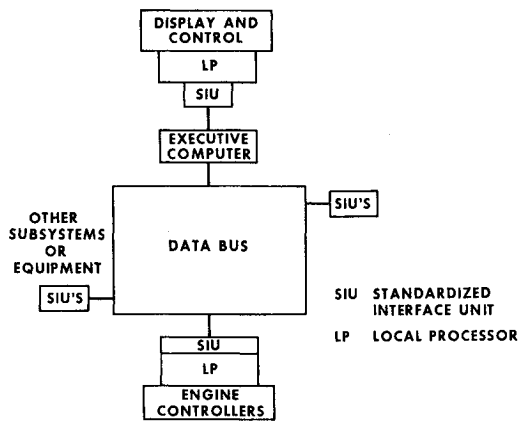 DISPLAY AND
CONTROL
LP
SIU
EXECUTIVE
COMPUTER
SIU'S
OTHER
SUBSYSTEMS
OR
EQUIPMENT
DATA BUS
SIU'S
SIU STANDARDIZED
INTERFACE UNIT
LP LOCAL PROCESSOR
SIU
LP
ENGINE
CONTROLLERS